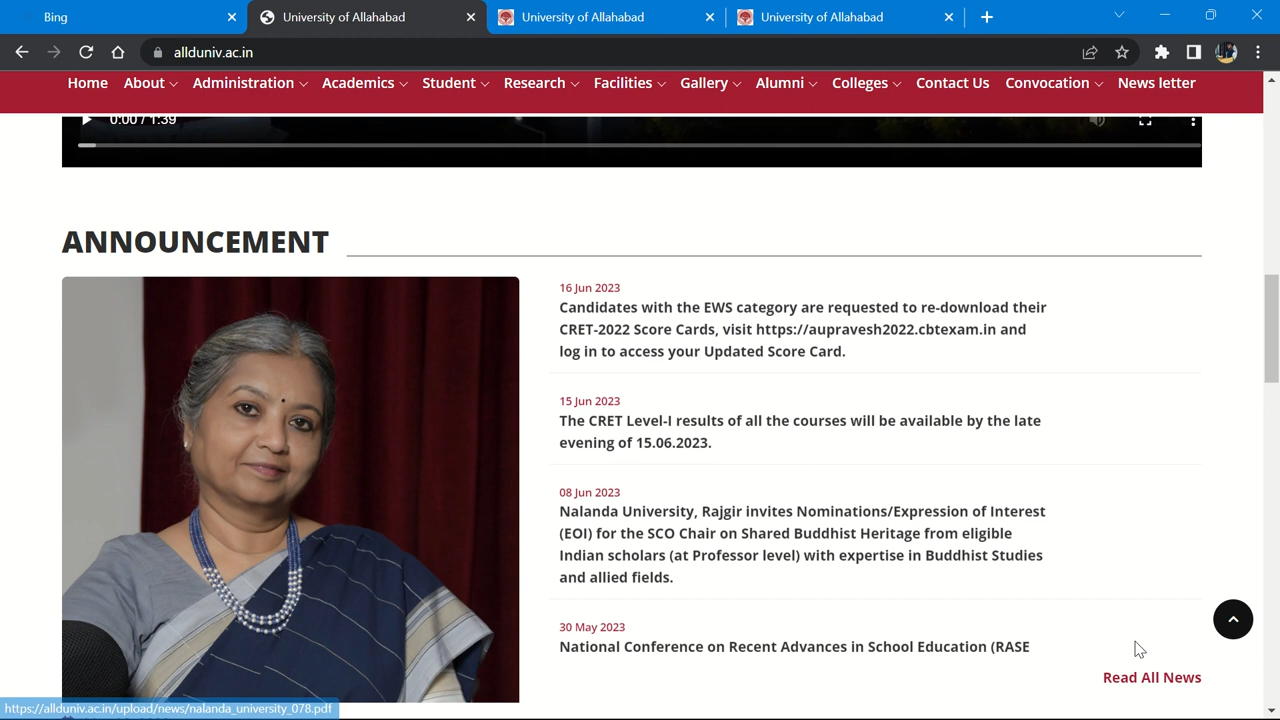 Bing
University of Allahabad
University of Allahabad
University of Allahabad
allduniv.ac.in
Home About Administration Academics Student Research Facilities Gallery Alumni Colleges Contact Us Convocation News letter
0:00 / 1:39
ANNOUNCEMENT
16 Jun 2023
Candidates with the EWS category are requested to re-download their
CRET-2022 Score Cards, visit https://aupravesh2022.cbtexam.in and
log in to access your Updated Score Card.
15 Jun 2023
The CRET Level-I results of all the courses will be available by the late
evening of 15.06.2023.
08 Jun 2023
Nalanda University, Rajgir invites Nominations/Expression of Interest
(EOI) for the SCO Chair on Shared Buddhist Heritage from eligible
Indian scholars (at Professor level) with expertise in Buddhist Studies
and allied fields.
30 May 2023
National Conference on Recent Advances in School Education (RASE
Read All News
https://allduniv.ac.in/upload/news/nalanda_university_078.pdf